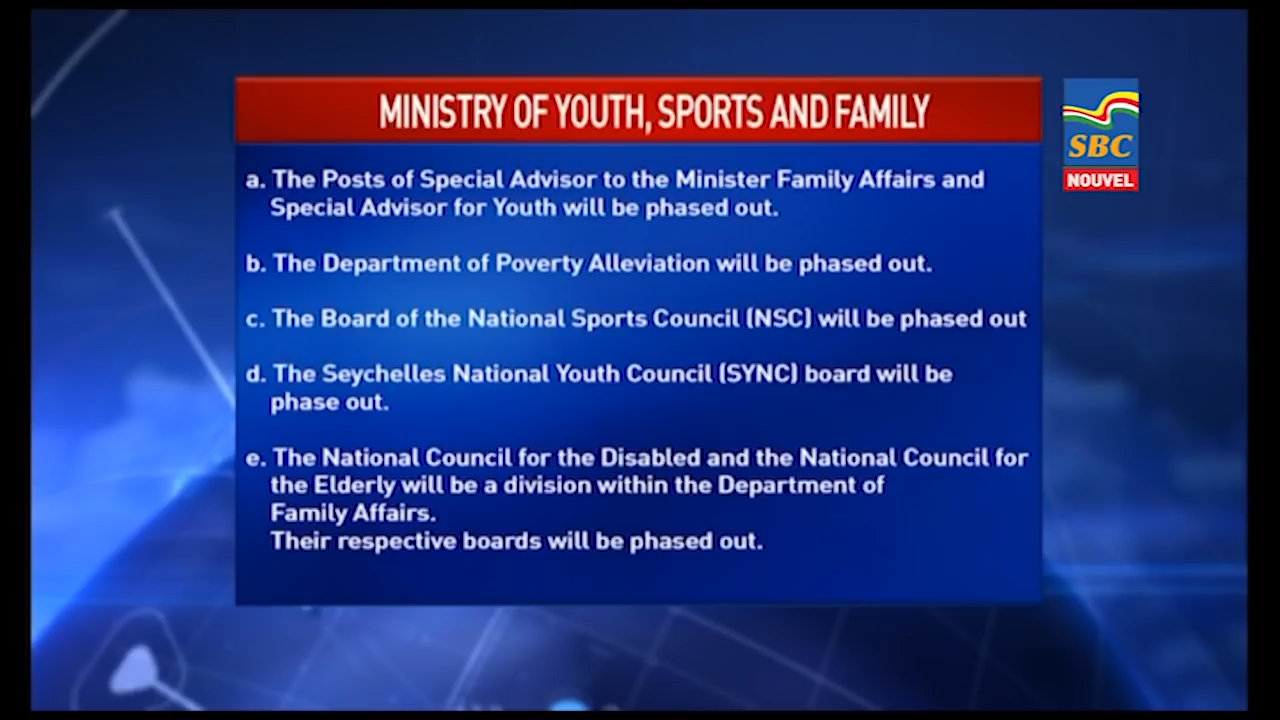 MINISTRY OF YOUTH, SPORTS AND FAMILY
SBC
NOUVEL
a. The Posts of Special Advisor to the Minister Family Affairs and
Special Advisor for Youth will be phased out.
b. The Department of Poverty Alleviation will be phased out.
c. The Board of the National Sports Council (NSC) will be phased out
d. The Seychelles National Youth Council (SYNC) board will be
phase out.
e. The National Council for the Disabled and the National Council for
the Elderly will be a division within the Department of
Family Affairs.
Their respective boards will be phased out.